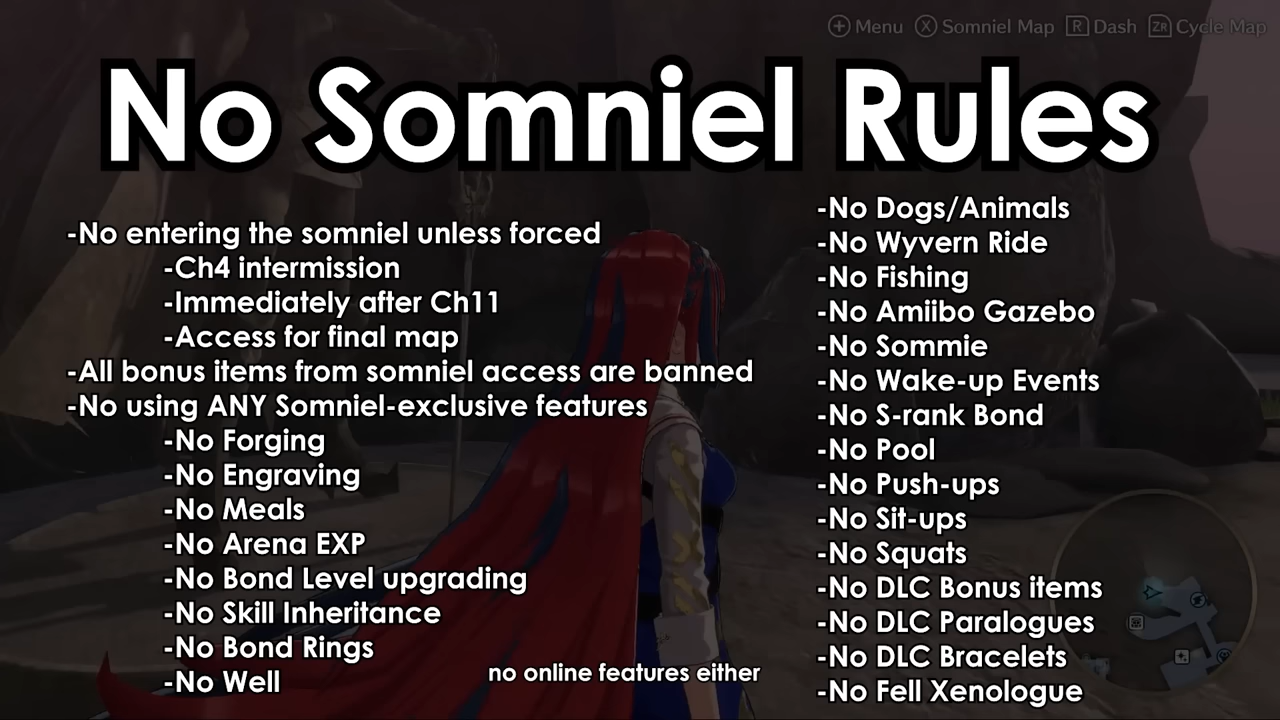 Menu Somniel Map R Dash ZR Cycle Map
No Somniel Rules
-No entering the somniel unless forced
-Ch4 intermission
-Immediately after Ch11
-Access for final map
-All bonus items from somniel access are banned
-No using ANY Somniel-exclusive features
-No Forging
-No Engraving
-No Meals
-No Arena EXP
-No Bond Level upgrading
-No Skill Inheritance
-No Bond Rings
-No Well
no online features either
-No Dogs/Animals
-No Wyvern Ride
-No Fishing
-No Amiibo Gazebo
-No Sommie
-No Wake-up Events
-No S-rank Bond
-No Pool
-No Push-ups
-No Sit-ups
-No Squats
-No DLC Bonus items
-No DLC Paralogues
-No DLC Bracelets
-No Fell Xenologue